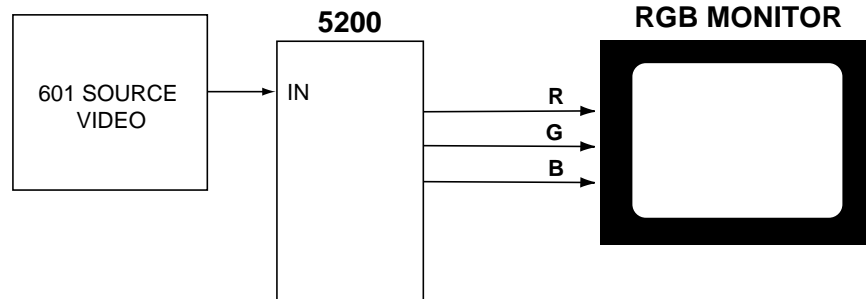 5200
RGB MONITOR
601 SOURCE
VIDEO
IN
R
G
B